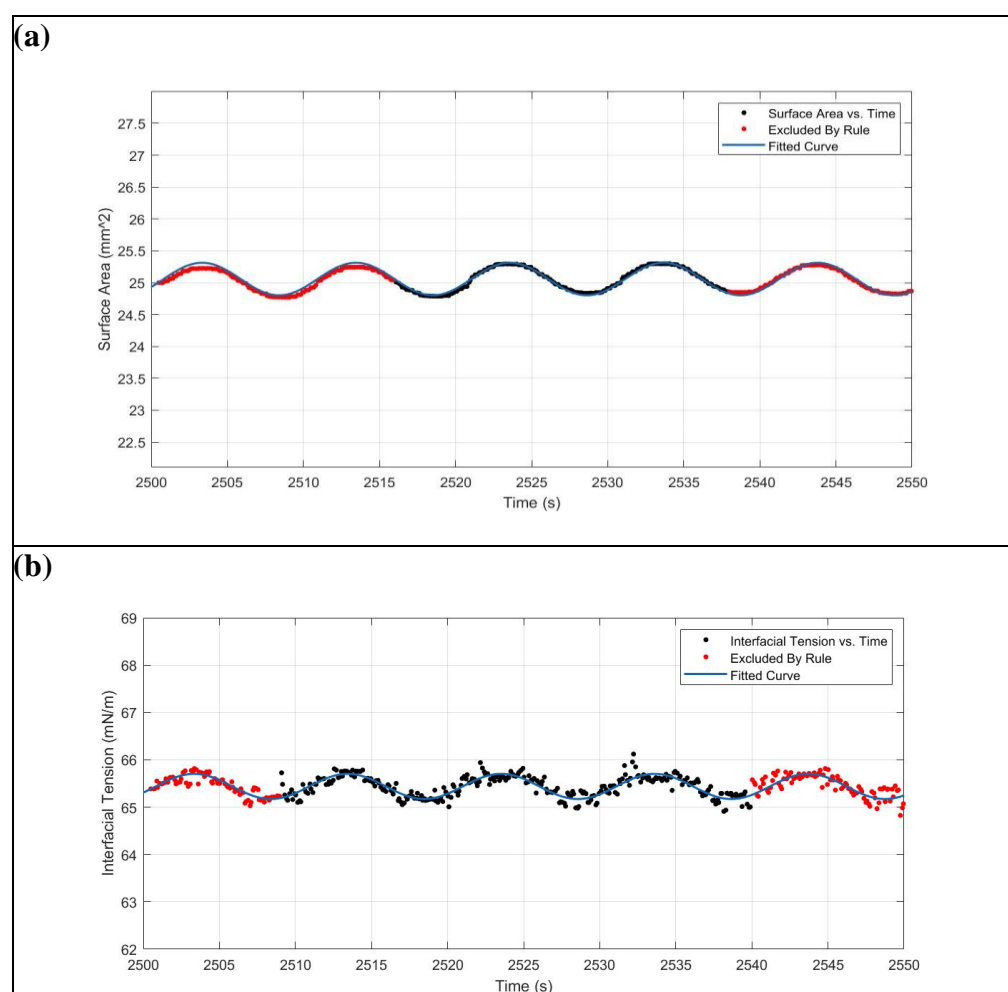 (a)
27.5
27
26.5
26
25.5
25
24.5
24
23.5
23
22.5
Surface Area (mm^2)
Surface Area vs. Time
Excluded By Rule
Fitted Curve
2500 2505 2510 2515 2520 2525 2530 2535 2540 2545 2550
Time (s)
(b)
69
68
67
66
65
64
63
62
Interfacial Tension (mN/m)
Interfacial Tension vs. Time
Excluded By Rule
Fitted Curve
2500 2505 2510 2515 2520 2525 2530 2535 2540 2545 2550
Time (s)